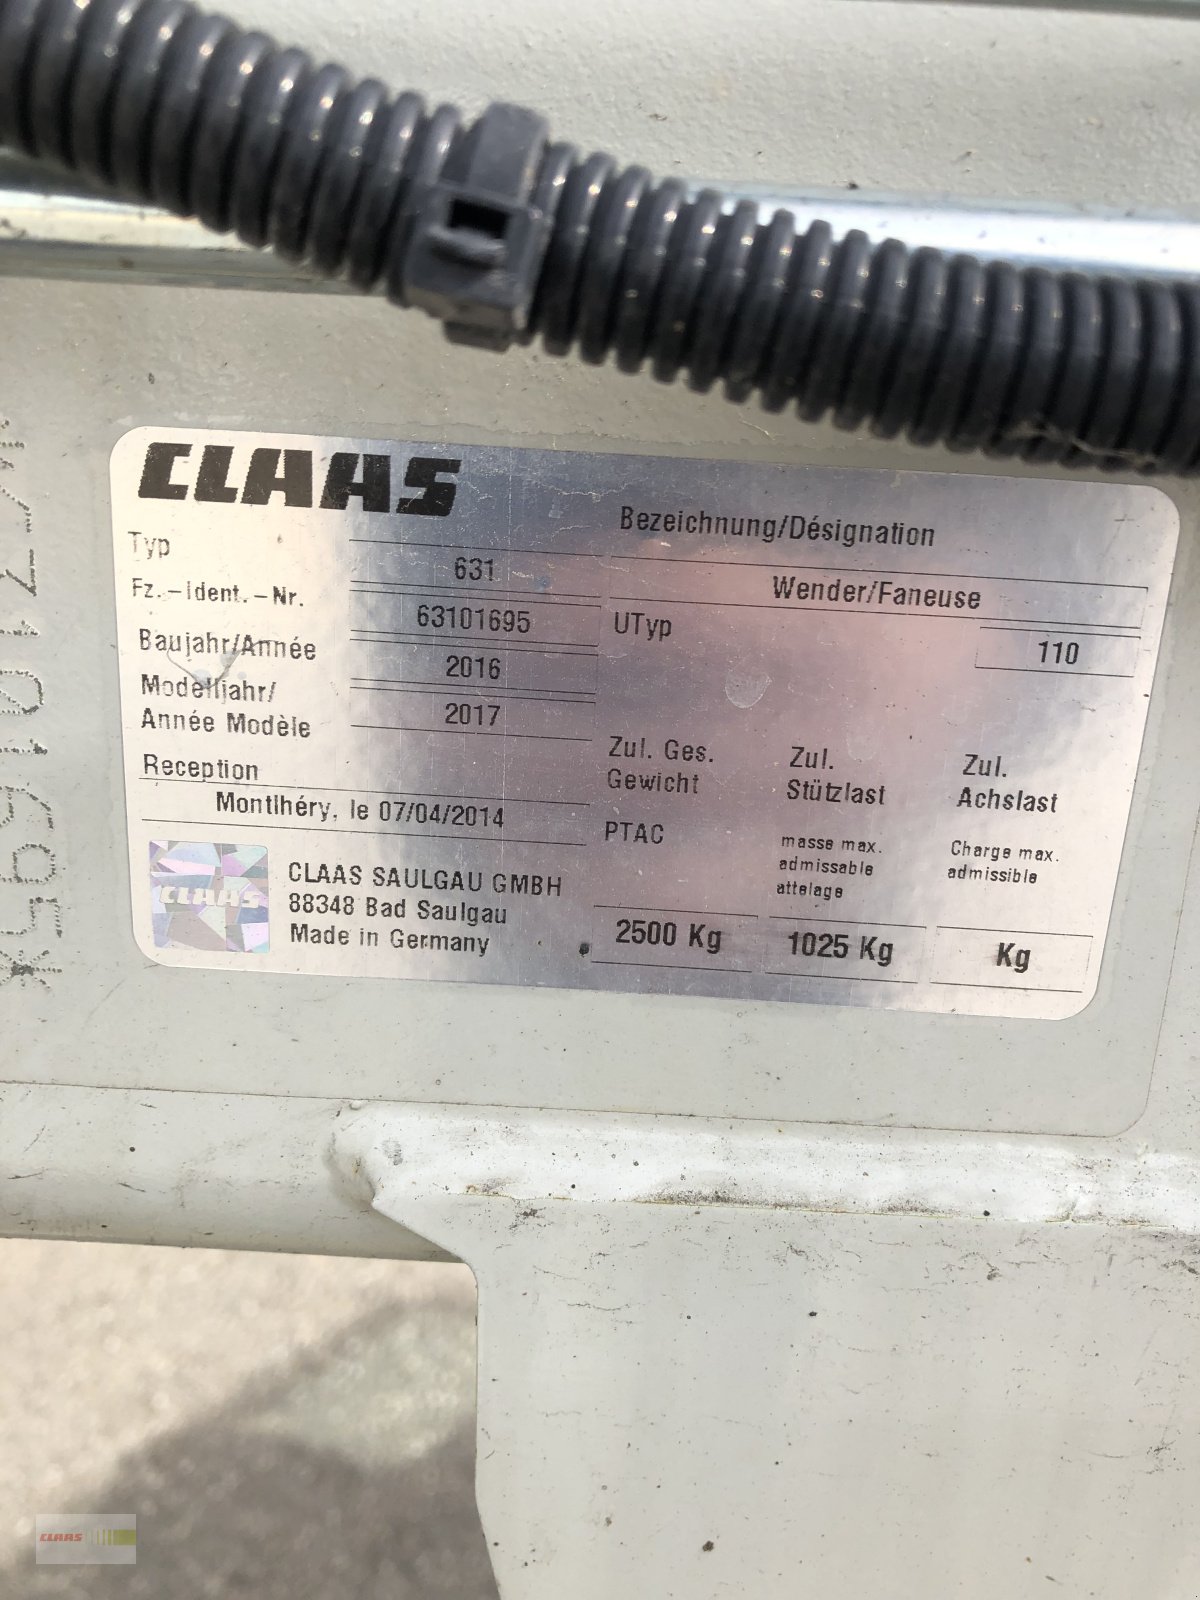 CLAAS
Bezeichnung/Désignation
Typ 631
Wender/Faneuse
Fz.-Ident.-Nr. 63101695
UTyp 110
Baujahr/Année 2016
Modelljahr/
Année Modèle 2017
Reception
Montlhéry, le 07/04/2014
CLAAS
CLAAS SAULGAU GMBH
88348 Bad Saulgau
Made in Germany
Zul. Ges.
Gewicht
PTAC
2500 Kg
Zul.
Stützlast
masse max.
admissable
attelage
1025 Kg
Zul.
Achslast
Charge max.
admissible
Kg
CLAAS